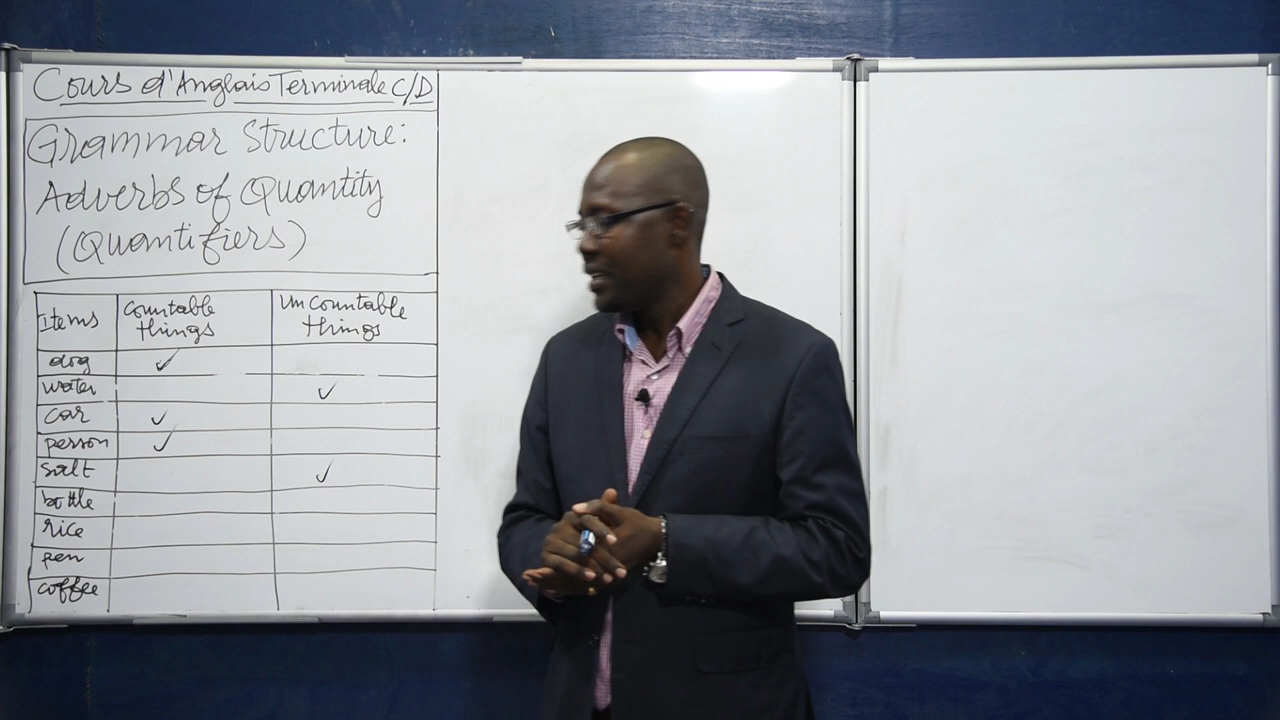 Cours d'Anglais Terminale C/D
Grammar Structure:
Adverbs of Quantity
(Quantifiers)
Items Countable things Uncountable things
dog ✓
water ✓
car ✓
person ✓
salt ✓
bottle
rice
pen
coffee